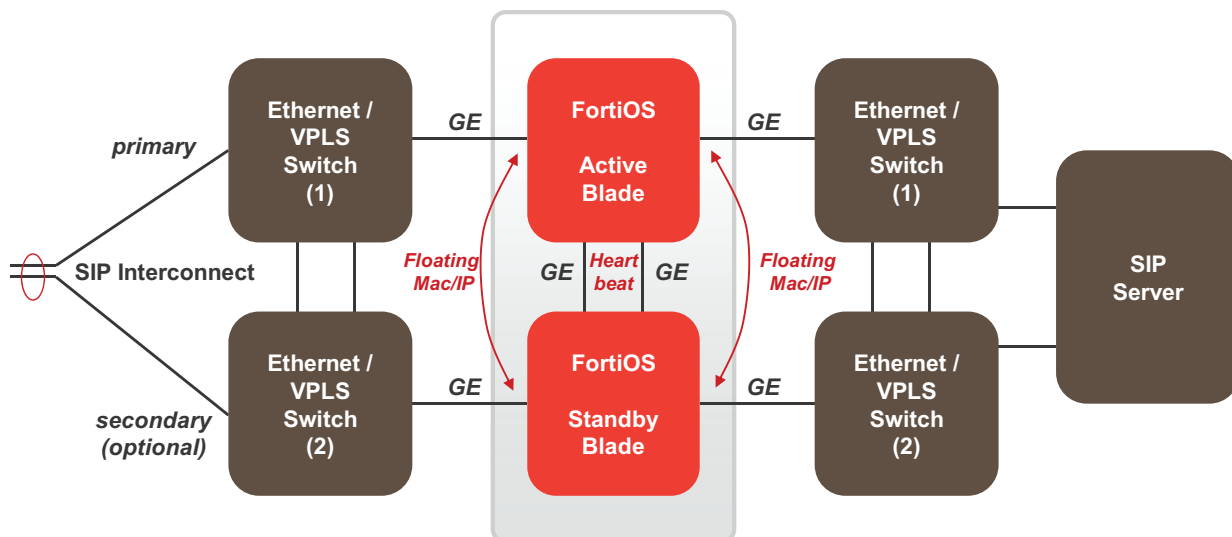 primary
SIP Interconnect
secondary
(optional)
Ethernet /
VPLS
Switch
(1)
Ethernet /
VPLS
Switch
(2)
GE
GE
Floating
Mac/IP
FortiOS
Active
Blade
GE
Heart
beat
GE
FortiOS
Standby
Blade
GE
GE
Floating
Mac/IP
Ethernet /
VPLS
Switch
(1)
Ethernet /
VPLS
Switch
(2)
SIP
Server